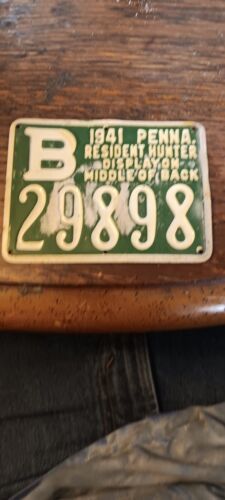 B 1941 PENNA.
RESIDENT HUNTER
DISPLAY ON
MIDDLE OF BACK
29898